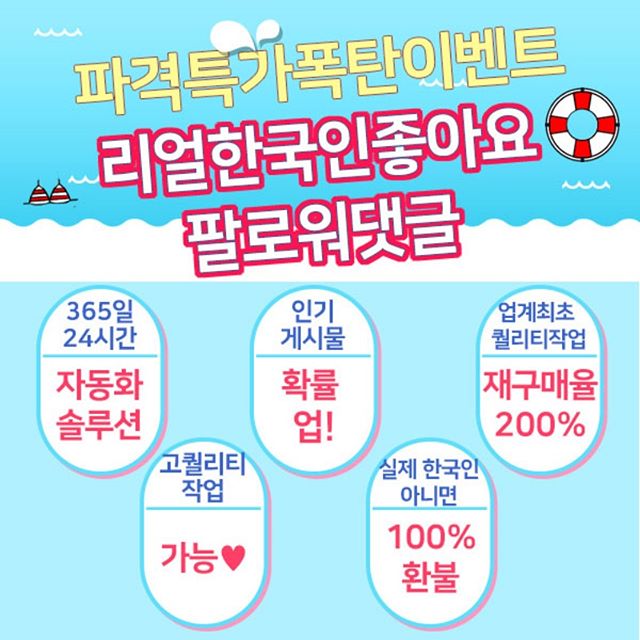 파격특가폭탄이벤트
리얼한국인좋아요
팔로워댓글
365일
24시간
자동화
솔루션
인기
게시물
확률
업!
업계최초
퀄리티작업
재구매율
200%
고퀄리티
작업
가능♥
실제 한국인
아니면
100%
환불